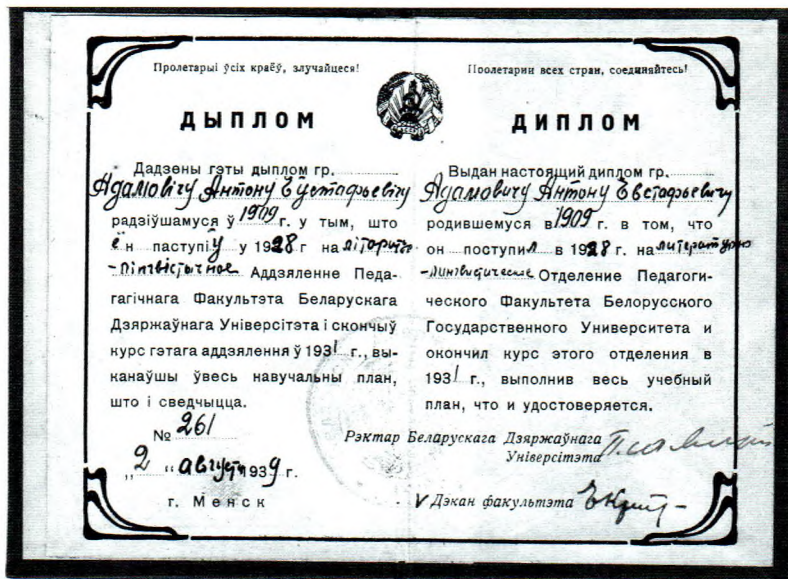 Пролетарыі ўсіх краёў, злучайцеся!
ДЫПЛОМ
Дадзены гэты дыплом гр.
Адамовічу Антону Еўстафьевічу
радзіўшамуся ў 1909 г. у тым, што
ён паступіў у 1928 г на літарат.
-лінгвістычнае Аддзяленне Педа-
гагічнага Факультэта Беларускага
Дзяржаўнага Універсітэта і скончыў
курс гэтага аддзялення ў 1931 г., вы-
канаўшы ўвесь навучальны план,
што і сведчыцца.
№ 261
„2“ август 1939 г.
г. Менск
Пролетарии всех стран, соединяйтесь!
ДИПЛОМ
Выдан настоящий диплом гр.
Адамовичу Антону Евстафьевичу
родившемуся в 1909 г. в том, что
он поступил в 1928 г. на литературно
-лингвистическое Отделение Педагоги-
ческого Факультета Белорусского
Государственного Университета и
окончил курс этого отделения в
1931 г., выполнив весь учебный
план, что и удостоверяется.
Рэктар Беларускага Дзяржаўнага
Універсітэта
V Дэкан факультэта